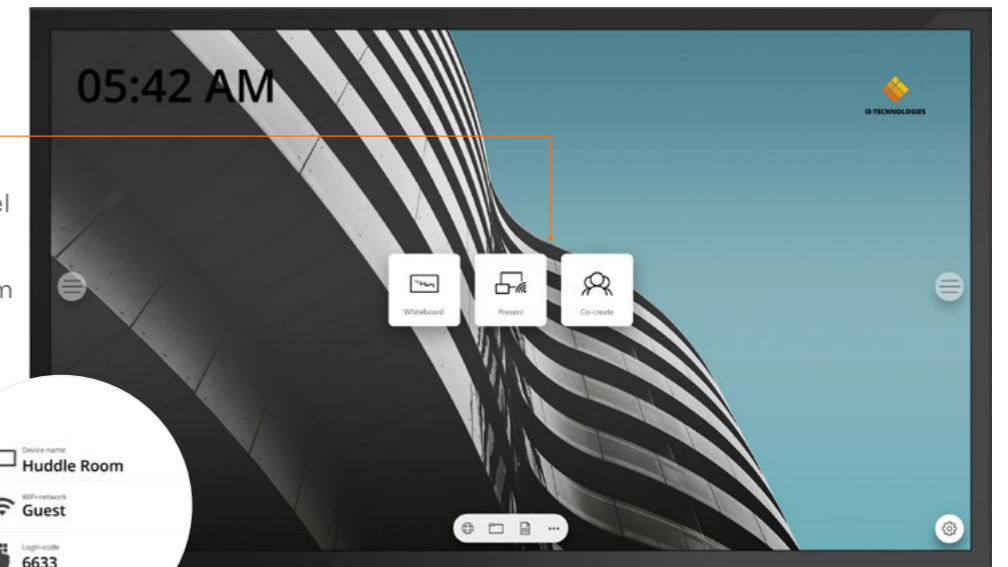 05:42 AM
i3-TECHNOLOGIES
el
m
Whiteboard
Present
Co-create
Device name
Huddle Room
WiFi-network
Guest
Login-code
6633